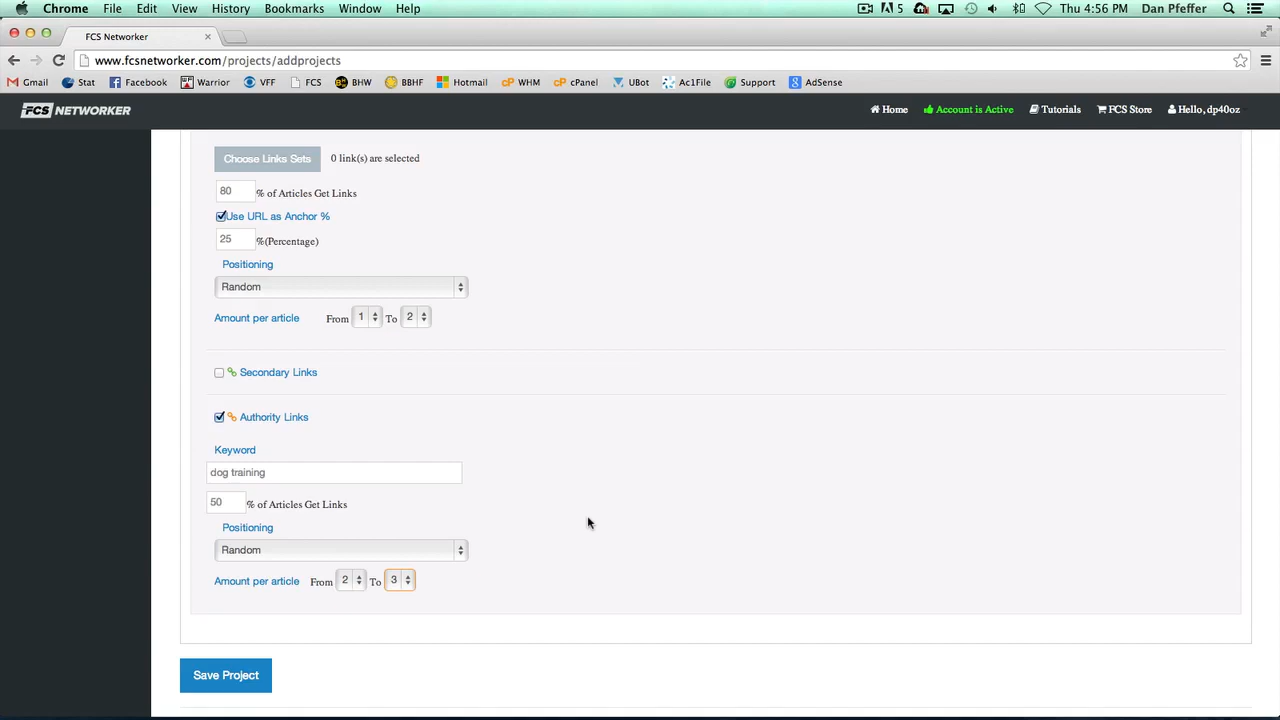 Chrome File Edit View History Bookmarks Window Help 5 Thu 4:56 PM Dan Pfeffer
FCS Networker
www.fcsnetworker.com/projects/addprojects
Gmail Stat Facebook Warrior VFF FCS BHW BBHF Hotmail WHM cPanel UBot Ac1File Support AdSense
FCS NETWORKER Home Account is Active Tutorials FCS Store Hello, dp40oz
Choose Links Sets 0 link(s) are selected
80 % of Articles Get Links
Use URL as Anchor %
25 %(Percentage)
Positioning
Random
Amount per article From 1 To 2
Secondary Links
Authority Links
Keyword
dog training
50 % of Articles Get Links
Positioning
Random
Amount per article From 2 To 3
Save Project